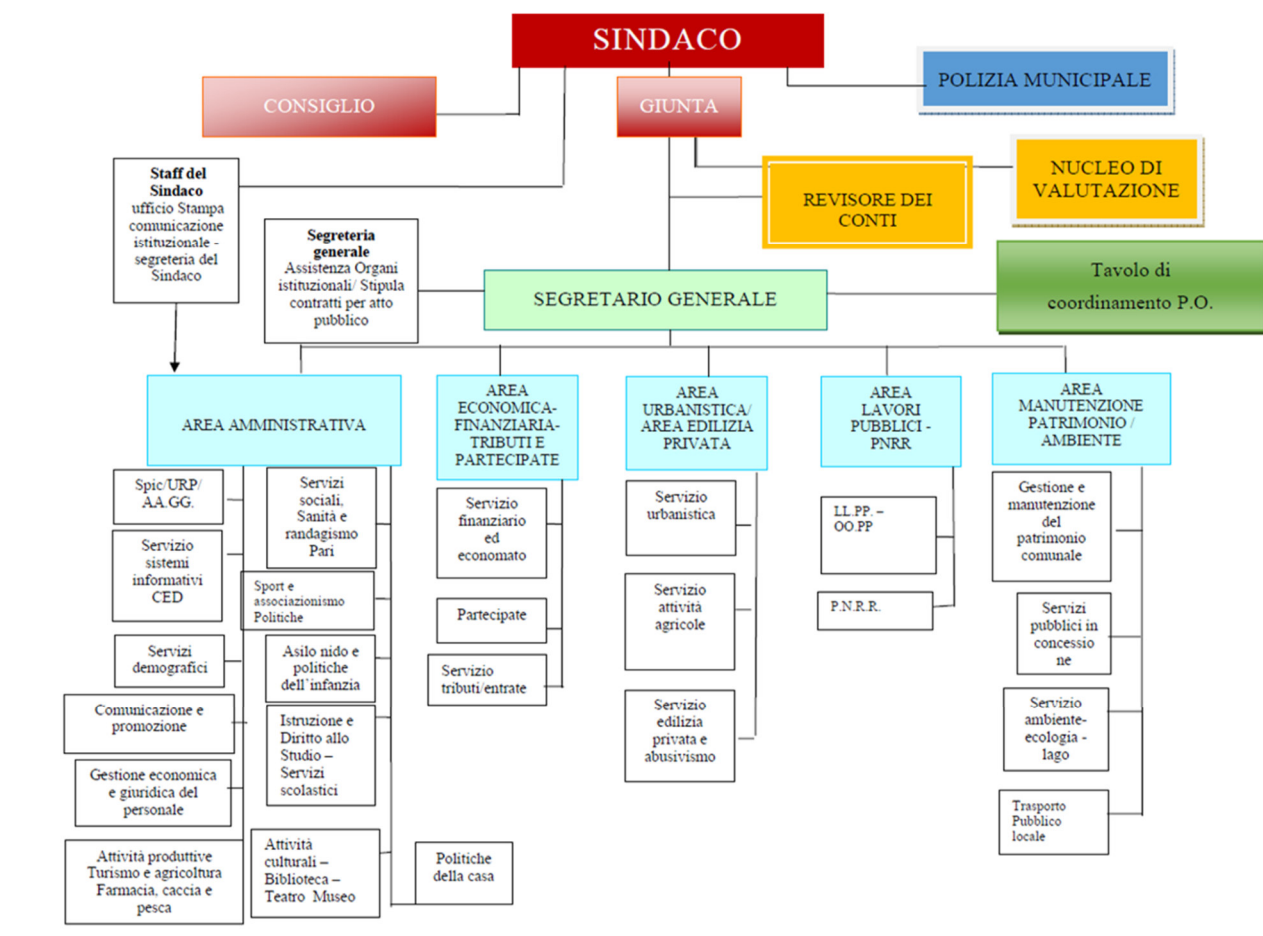 SINDACO
CONSIGLIO
GIUNTA
POLIZIA MUNICIPALE
Staff del
Sindaco
ufficio Stampa
comunicazione
istituzionale -
segreteria del
Sindaco
REVISORE DEI
CONTI
NUCLEO DI
VALUTAZIONE
Segreteria
generale
Assistenza Organi
istituzionali/ Stipula
contratti per atto
pubblico
SEGRETARIO GENERALE
Tavolo di
coordinamento P.O.
AREA AMMINISTRATIVA
AREA
ECONOMICA-
FINANZIARIA-
TRIBUTI E
PARTECIPATE
AREA
URBANISTICA/
AREA EDILIZIA
PRIVATA
AREA
LAVORI
PUBBLICI -
PNRR
AREA
MANUTENZIONE
PATRIMONIO /
AMBIENTE
Spic/URP/
AA.GG.
Servizio
sistemi
informativi
CED
Servizi
demografici
Comunicazione e
promozione
Gestione economica
e giuridica del
personale
Attività produttive
Turismo e agricoltura
Farmacia, caccia e
pesca
Servizi
sociali,
Sanità e
randagismo
Pari
Sport e
associazionismo
Politiche
Asilo nido e
politiche
dell`infanzia
Istruzione e
Diritto allo
Studio –
Servizi
scolastici
Attività
culturali –
Biblioteca –
Teatro Museo
Politiche
della casa
Servizio
finanziario
ed
economato
Partecipate
Servizio
tributi/entrate
Servizio
urbanistica
Servizio
attività
agricole
Servizio
edilizia
privata e
abusivismo
LL.PP. –
OO.PP
P.N.R.R.
Gestione e
manutenzione
del
patrimonio
comunale
Servizi
pubblici in
concessio
ne
Servizio
ambiente-
ecologia -
lago
Trasporto
Pubblico
locale